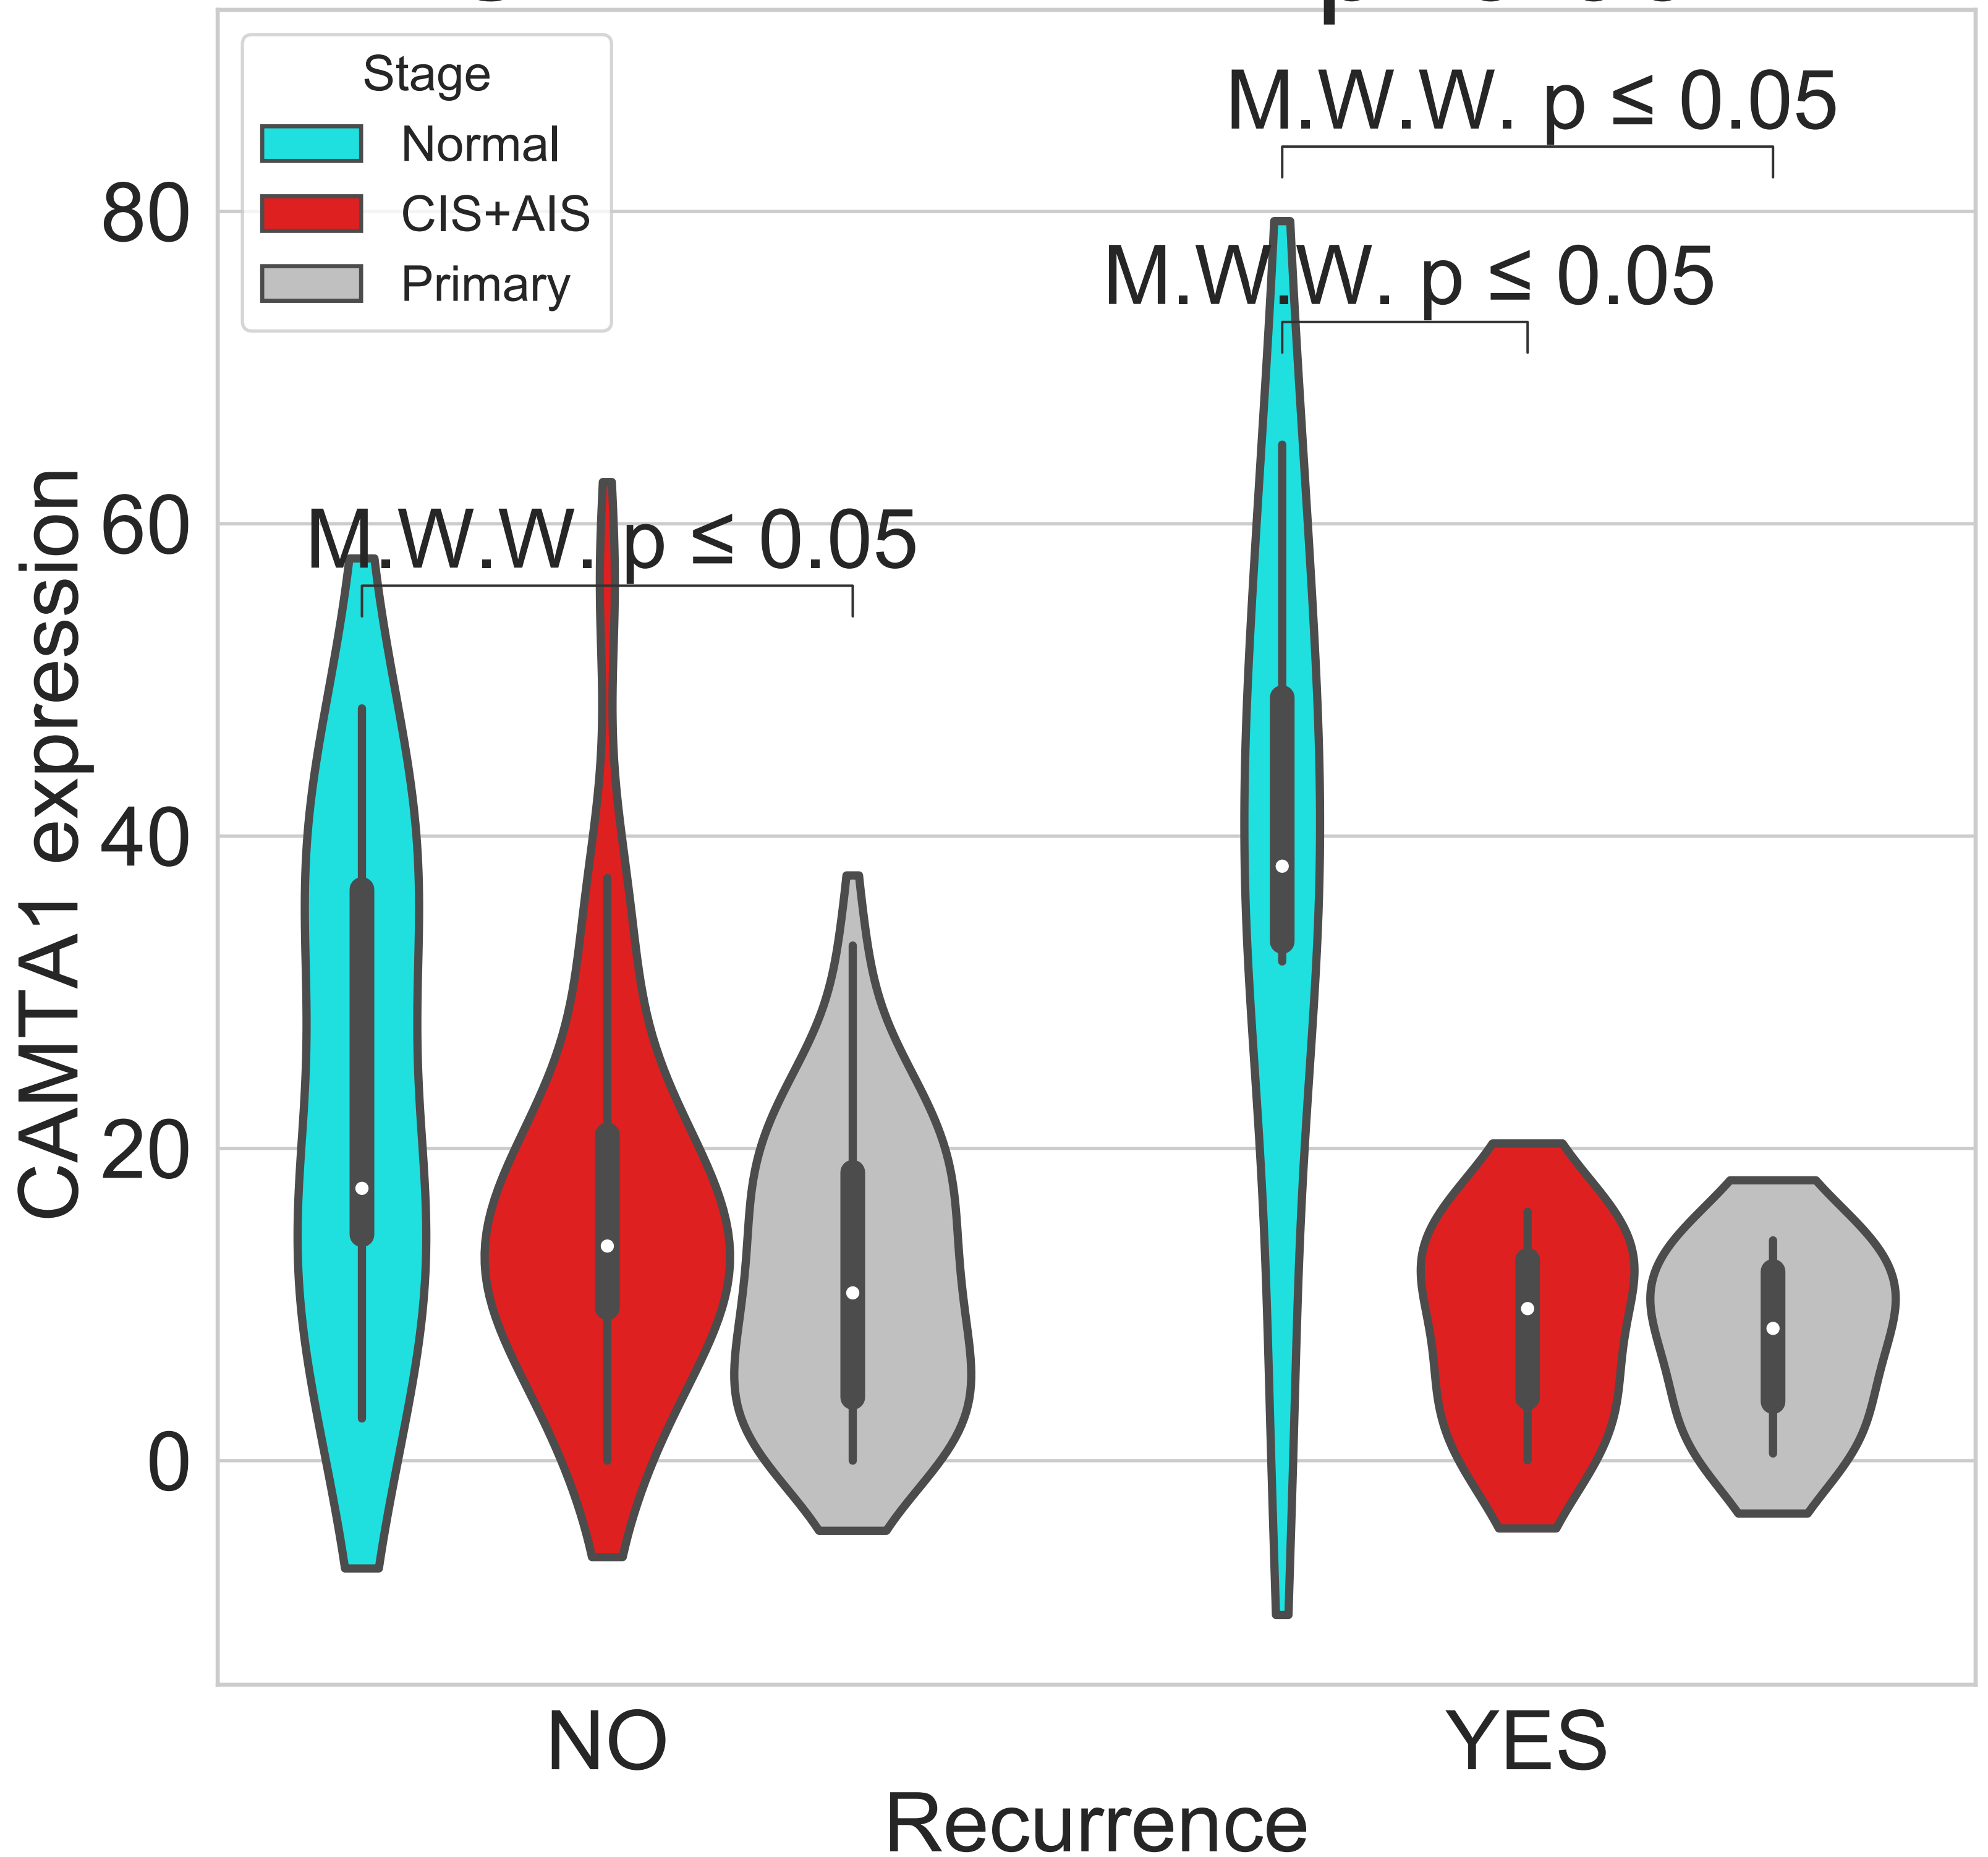 Stage
Normal
CIS+AIS
Primary
M.W.W. p ≤ 0.05
M.W.W. p ≤ 0.05
M.W.W. p ≤ 0.05
80
60
40
20
0
CAMTA1 expression
NO
YES
Recurrence